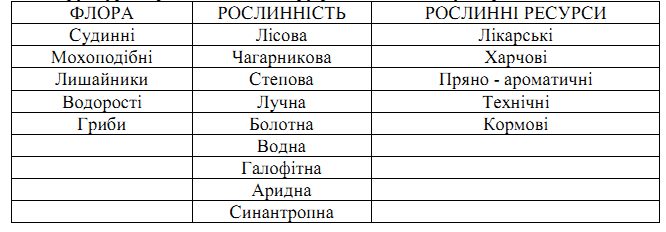 ФЛОРА РОСЛИННІСТЬ РОСЛИННІ РЕСУРСИ
Судинні Лісова Лікарські
Мохоподібні Чагарникова Харчові
Лишайники Степова Пряно - ароматичні
Водорості Лучна Технічні
Гриби Болотна Кормові
Водна
Галофітна
Аридна
Синантропна